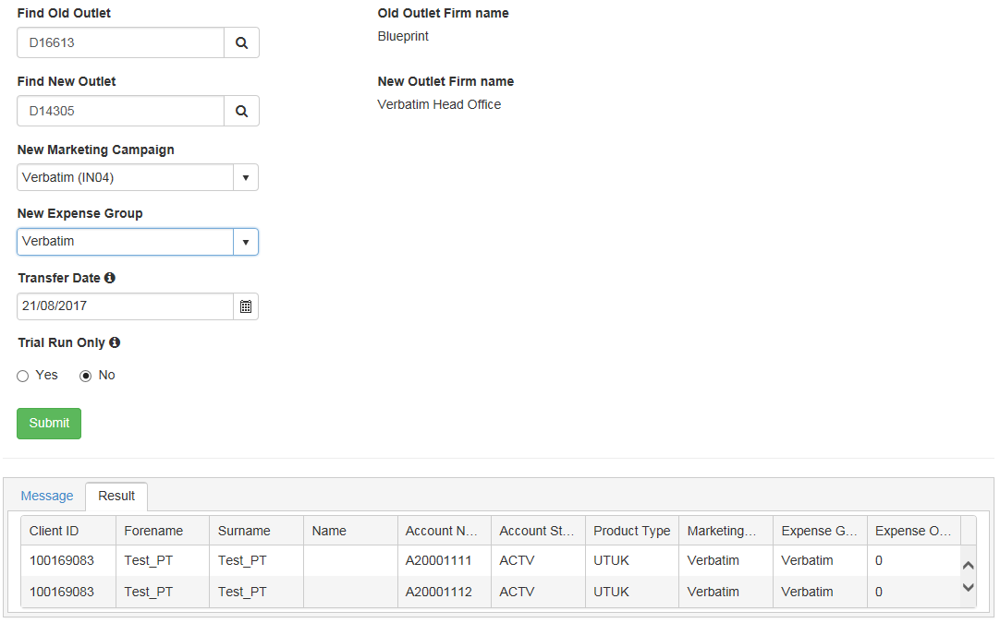 Find Old Outlet
Old Outlet Firm name
D16613
Blueprint
Find New Outlet
New Outlet Firm name
D14305
Verbatim Head Office
New Marketing Campaign
Verbatim (IN04)
New Expense Group
Verbatim
Transfer Date
21/08/2017
Trial Run Only
Yes No
Submit
Message Result
Client ID Forename Surname Name Account N... Account St... Product Type Marketing... Expense G... Expense O...
100169083 Test_PT Test_PT A20001111 ACTV UTUK Verbatim Verbatim 0
100169083 Test_PT Test_PT A20001112 ACTV UTUK Verbatim Verbatim 0